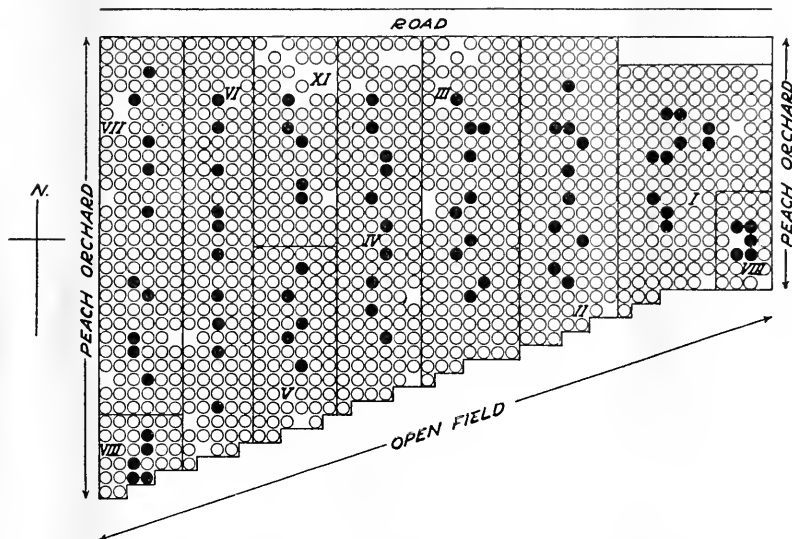 ROAD
XI
VI
III
VII
PEACH ORCHARD
N.
I
IV
PEACH ORCHARD
VIII
II
V
OPEN FIELD
VIII